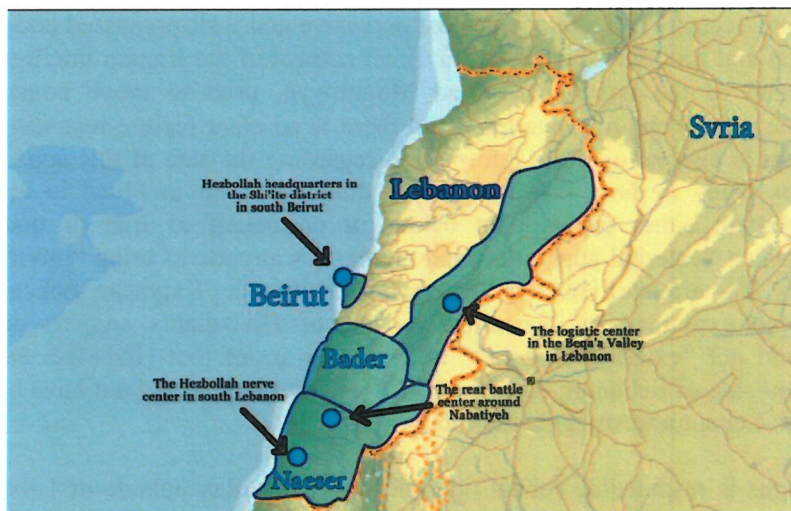 Syria
Hezbollah headquarters in
the Shi'ite district
in south Beirut
Lebanon
Beirut
The logistic center
in the Beqa'a Valley
in Lebanon
Bader
The Hezbollah nerve
center in south Lebanon
The rear battle
center around
Nabatiyeh
Naeser